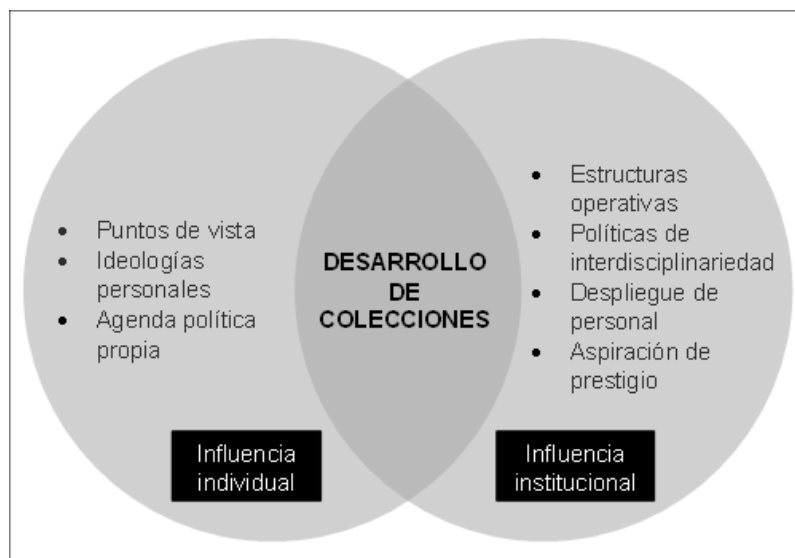 • Puntos de vista
• Ideologías
personales
• Agenda política
propia
DESARROLLO
DE
COLECCIONES
• Estructuras
operativas
• Políticas de
interdisciplinariedad
• Despliegue de
personal
• Aspiración de
prestigio
Influencia
individual
Influencia
institucional